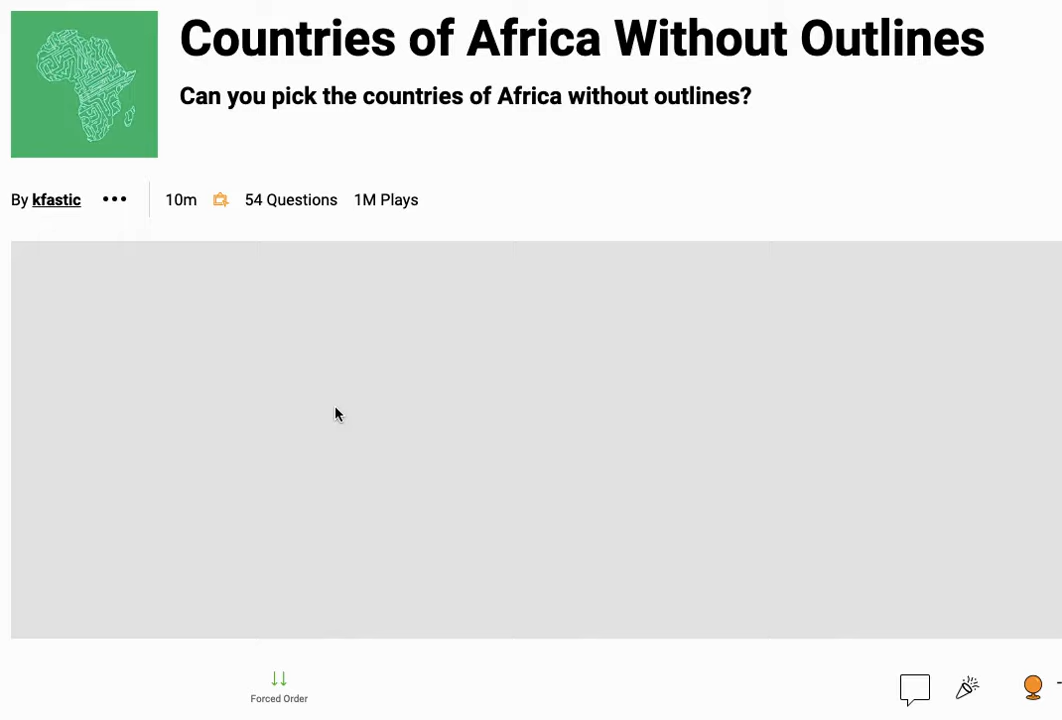 Countries of Africa Without Outlines
Can you pick the countries of Africa without outlines?
By kfastic ••• 10m 54 Questions 1M Plays
Forced Order